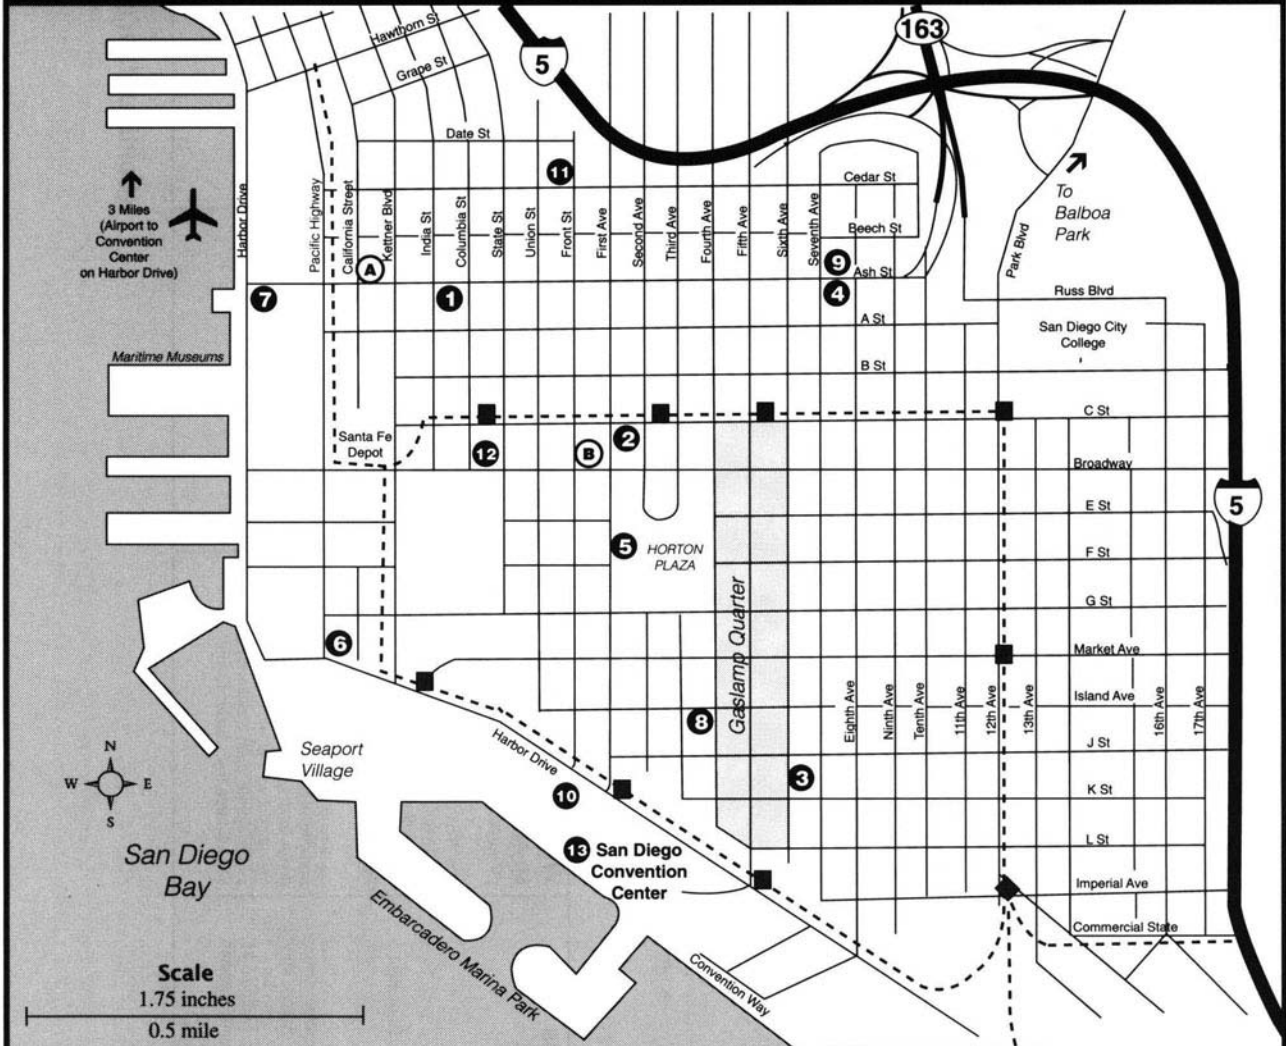 163
5
Hawthorn St
Grape St
Date St
11
Cedar St
To
Balboa
Park
3 Miles
(Airport to
Convention
Center
on Harbor Drive)
Harbor Drive
Pacific Highway
California Street
Kettner Blvd
India St
Columbia St
State St
Union St
Front St
First Ave
Second Ave
Third Ave
Fourth Ave
Fifth Ave
Sixth Ave
Seventh Ave
Beech St
Park Blvd
A
9
Ash St
7
1
4
Russ Blvd
A St
San Diego City
College
Maritime Museums
B St
C St
Santa Fe
Depot
12
B
2
Broadway
5
E St
5
HORTON
PLAZA
F St
Gaslamp Quarter
G St
6
Market Ave
Island Ave
Eighth Ave
Ninth Ave
Tenth Ave
11th Ave
12th Ave
13th Ave
16th Ave
17th Ave
8
J St
N
W
E
S
Seaport
Village
Harbor Drive
10
3
K St
L St
San Diego
Bay
13
San Diego
Convention
Center
Imperial Ave
Commercial State
Embarcadero Marina Park
Convention Way
Scale
1.75 inches
0.5 mile